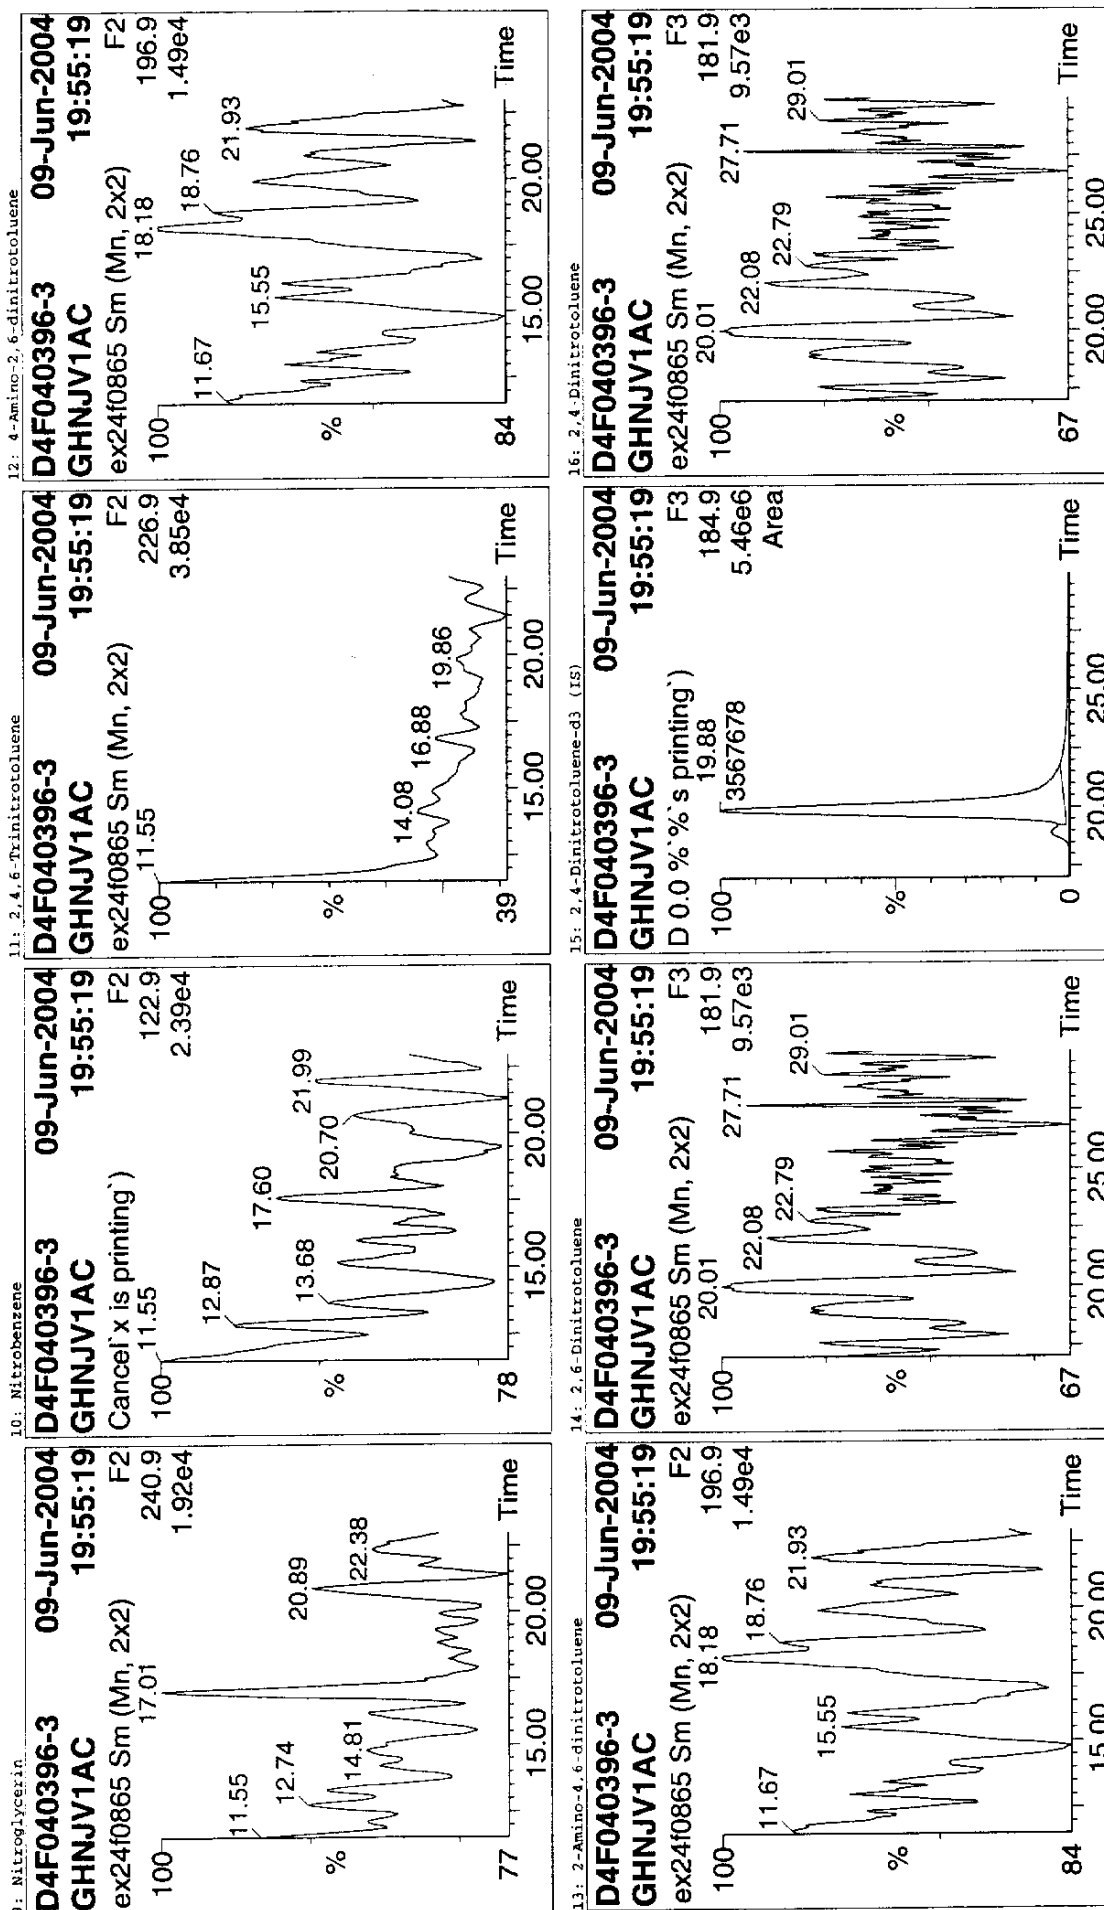 : Nitroglycerin
D4F040396-3 09-Jun-2004
GHNJV1AC 19:55:19
ex24f0865 Sm (Mn, 2x2) F2
240.9
1.92e4
100
17.01
11.55
12.74
14.81
20.89
22.38
%
77
15.00 20.00 Time
10: Nitrobenzene
D4F040396-3 09-Jun-2004
GHNJV1AC 19:55:19
Cancel`x is printing`) F2
122.9
2.39e4
100
11.55
12.87
13.68
17.60
20.70
21.99
%
78
15.00 20.00 Time
11: 2,4,6-Trinitrotoluene
D4F040396-3 09-Jun-2004
GHNJV1AC 19:55:19
ex24f0865 Sm (Mn, 2x2) F2
226.9
3.85e4
100
11.55
14.08
16.88
19.86
%
39
15.00 20.00 Time
12: 4-Amino-2,6-dinitrotoluene
D4F040396-3 09-Jun-2004
GHNJV1AC 19:55:19
ex24f0865 Sm (Mn, 2x2) F2
196.9
1.49e4
100
18.18
11.67
15.55
18.76
21.93
%
84
15.00 20.00 Time
13: 2-Amino-4,6-dinitrotoluene
D4F040396-3 09-Jun-2004
GHNJV1AC 19:55:19
ex24f0865 Sm (Mn, 2x2) F2
196.9
1.49e4
100
18.18
11.67
15.55
18.76
21.93
%
84
15.00 20.00 Time
14: 2,6-Dinitrotoluene
D4F040396-3 09-Jun-2004
GHNJV1AC 19:55:19
ex24f0865 Sm (Mn, 2x2) F3
181.9
9.57e3
100
20.01
22.08
22.79
27.71
29.01
%
67
20.00 25.00 Time
15: 2,4-Dinitrotoluene-d3 (IS)
D4F040396-3 09-Jun-2004
GHNJV1AC 19:55:19
D 0.0 %`%`s printing`) F3
184.9
5.46e6
Area
100
19.88
3567678
%
0
20.00 25.00 Time
16: 2,4-Dinitrotoluene
D4F040396-3 09-Jun-2004
GHNJV1AC 19:55:19
ex24f0865 Sm (Mn, 2x2) F3
181.9
9.57e3
100
20.01
22.08
22.79
27.71
29.01
%
67
20.00 25.00 Time